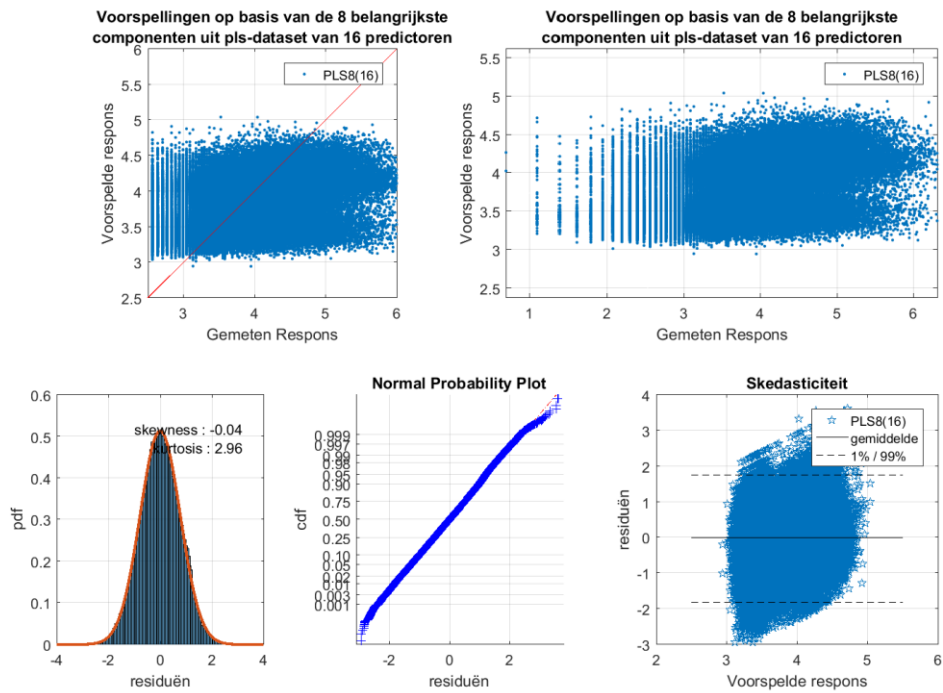 Voorspellingen op basis van de 8 belangrijkste
componenten uit pls-dataset van 16 predictoren
6
5.5
5
4.5
4
3.5
3
2.5
Voorspelde respons
PLS8(16)
3
4
5
6
Gemeten Respons
Voorspellingen op basis van de 8 belangrijkste
componenten uit pls-dataset van 16 predictoren
5.5
5
4.5
4
3.5
3
2.5
Voorspelde respons
PLS8(16)
1
2
3
4
5
6
Gemeten Respons
0.6
0.5
0.4
0.3
0.2
0.1
0
pdf
skewness : -0.04
kurtosis : 2.96
-4
-2
0
2
4
residuën
Normal Probability Plot
0.999
0.997
0.99
0.98
0.95
0.90
0.75
0.50
0.25
0.10
0.05
0.02
0.01
0.003
0.001
cdf
-2
0
2
residuën
Skedasticiteit
4
3
2
1
0
-1
-2
-3
residuën
PLS8(16)
gemiddelde
1% / 99%
2
3
4
5
6
Voorspelde respons